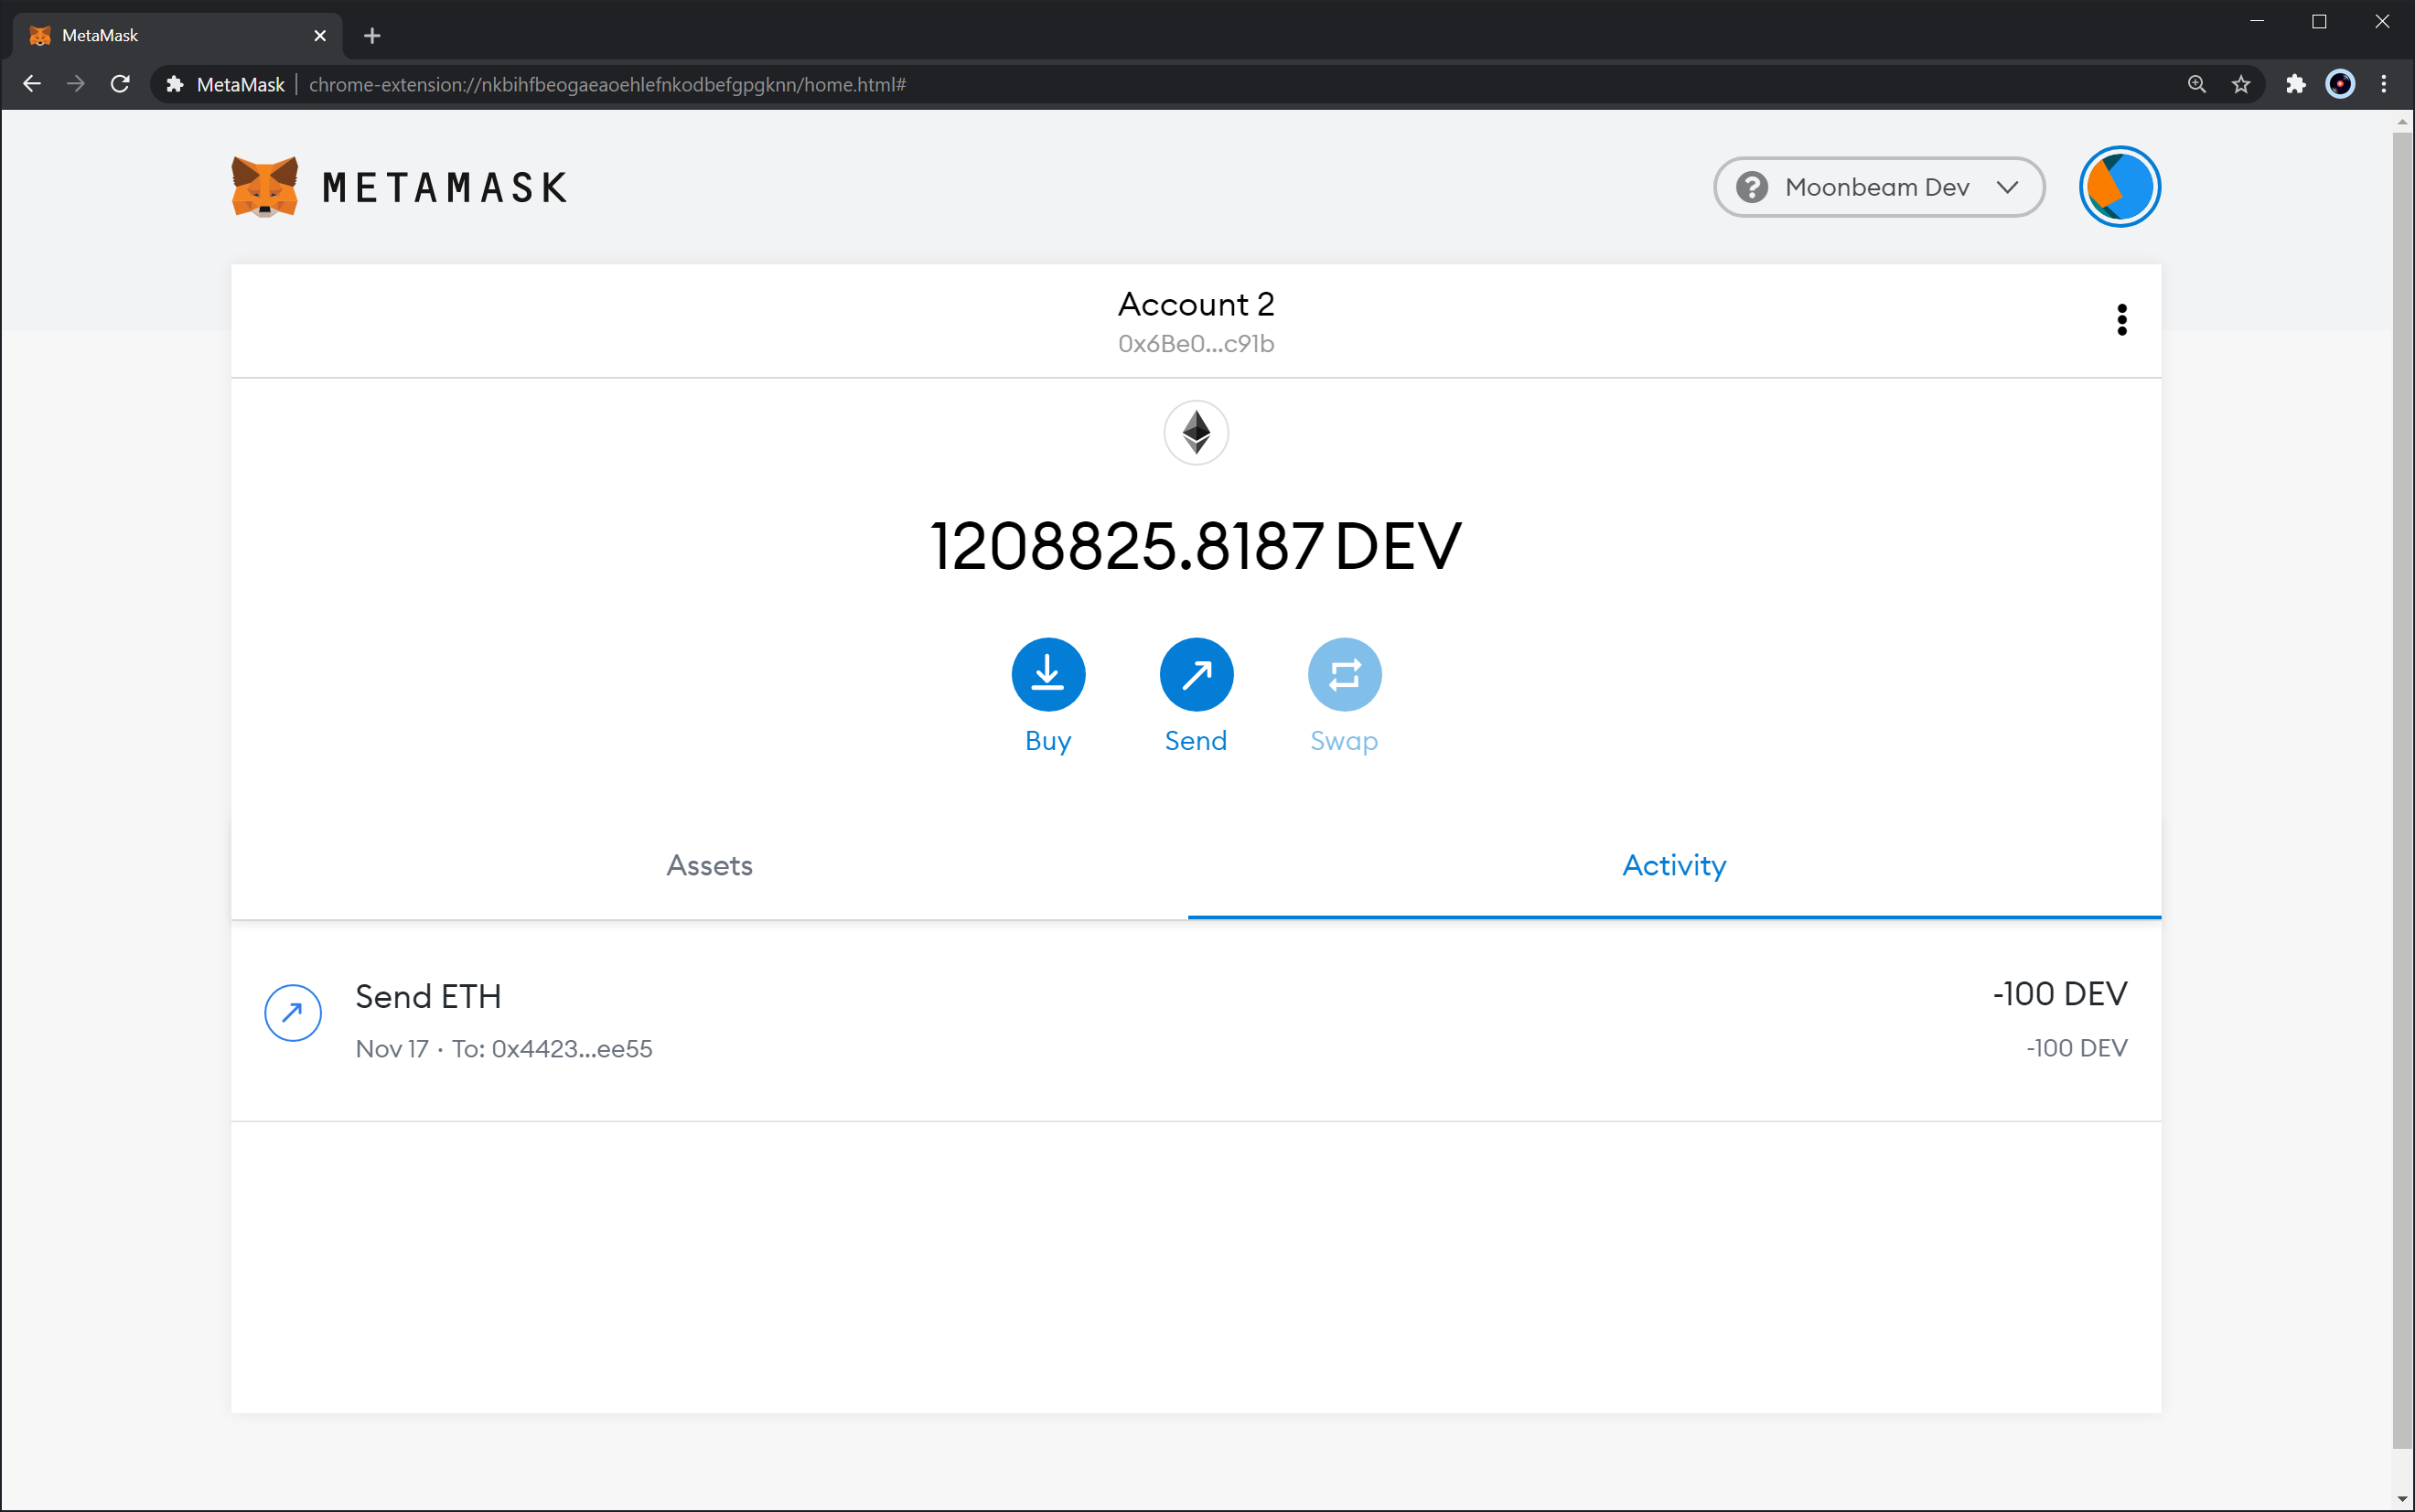 MetaMask
MetaMask | chrome-extension://nkbihfbeogaeaoehlefnkodbefgpgknn/home.html#
METAMASK
? Moonbeam Dev
Account 2
0x6Be0...c91b
1208825.8187 DEV
Buy Send Swap
Assets Activity
Send ETH -100 DEV
Nov 17 · To: 0x4423...ee55 -100 DEV